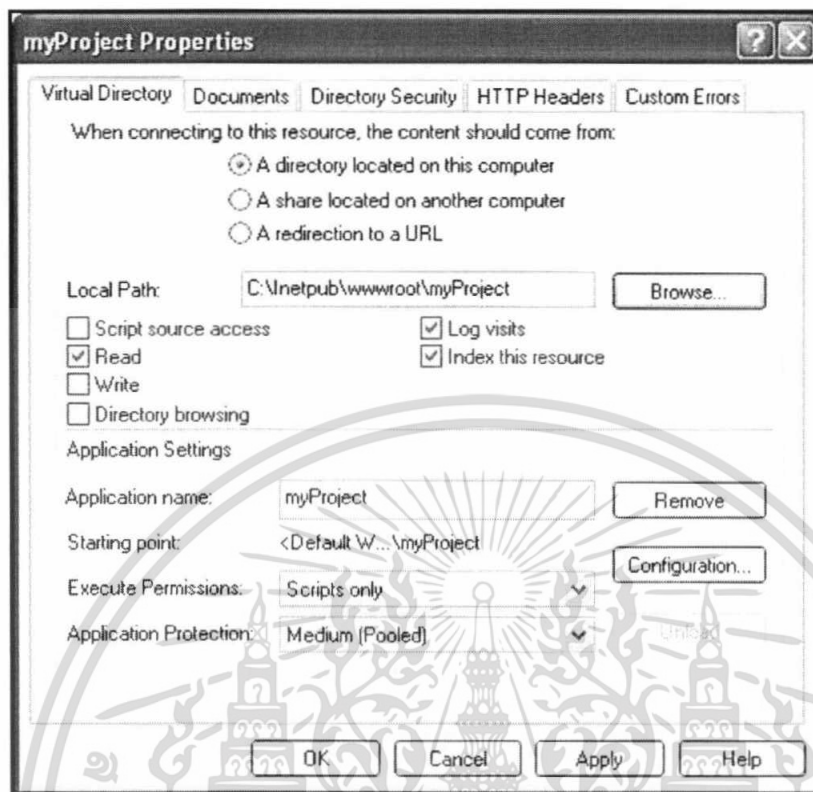 myProject Properties
Virtual Directory Documents Directory Security HTTP Headers Custom Errors
When connecting to this resource, the content should come from:
A directory located on this computer
A share located on another computer
A redirection to a URL
Local Path: C:\Inetpub\wwwroot\myProject Browse...
Script source access Log visits
Read Index this resource
Write
Directory browsing
Application Settings
Application name: myProject Remove
Starting point: <Default W...\myProject
Configuration...
Execute Permissions: Scripts only
Application Protection: Medium (Pooled) Unload
OK Cancel Apply Help